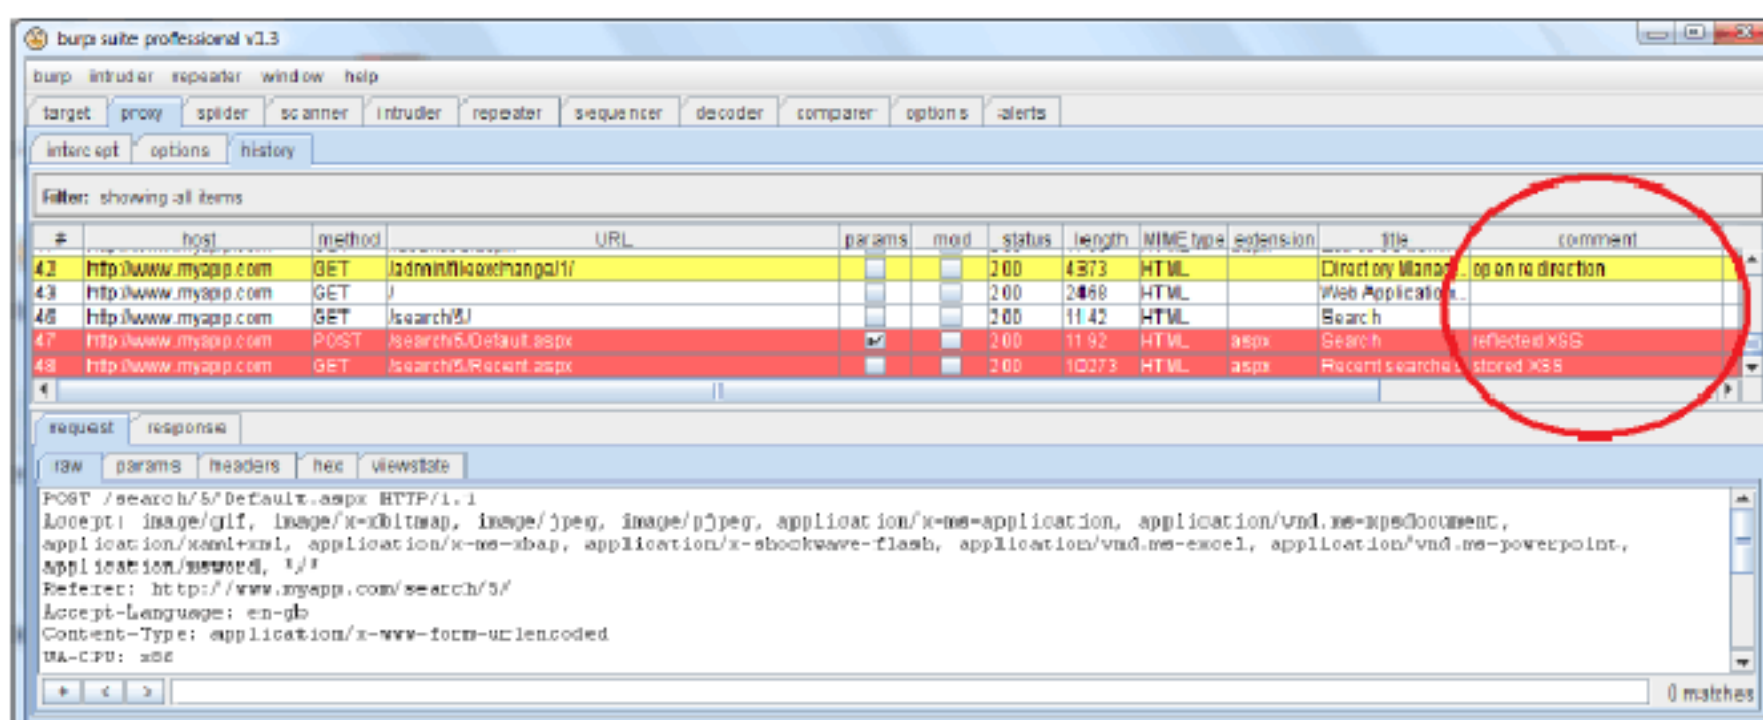 burp suite professional v1.3
burp intruder repeater window help
target proxy spider scanner intruder repeater sequencer decoder comparer options alerts
intercept options history
Filter: showing all items
# host method URL params mod status length MIME type extension title comment
42 http://www.myapp.com GET /admin/fileexchange/1/ 200 4373 HTML Directory Manag... open redirection
43 http://www.myapp.com GET / 200 2468 HTML Web Application...
46 http://www.myapp.com GET /search/5/ 200 1142 HTML Search
47 http://www.myapp.com POST /search/5/Default.aspx 200 1192 HTML aspx Search reflected XSS
48 http://www.myapp.com GET /search/5/Recent.aspx 200 10273 HTML aspx Recent searches stored XSS
request response
raw params headers hex viewstate
POST /search/5/Default.aspx HTTP/1.1
Accept: image/gif, image/x-xbitmap, image/jpeg, image/pjpeg, application/x-ms-application, application/vnd.ms-xpsdocument,
application/xaml+xml, application/x-ms-xbap, application/x-shockwave-flash, application/vnd.ms-excel, application/vnd.ms-powerpoint,
application/msword, */*
Referer: http://www.myapp.com/search/5/
Accept-Language: en-gb
Content-Type: application/x-www-form-urlencoded
UA-CPU: x86
+ < > 0 matches